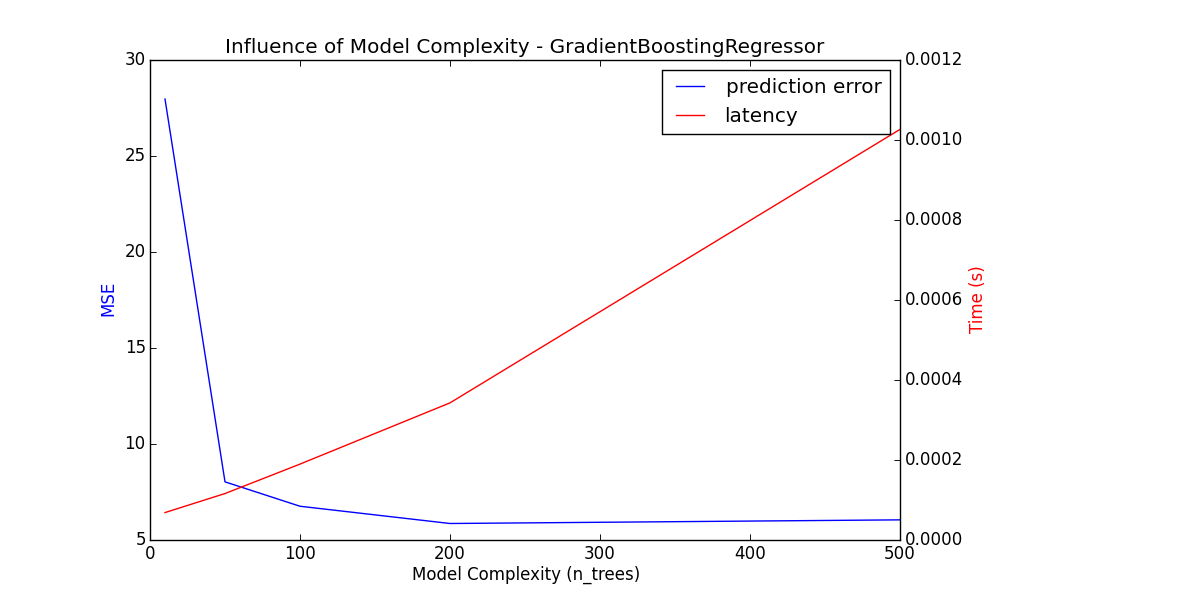 Influence of Model Complexity - GradientBoostingRegressor
prediction error
latency
30
25
20
15
10
5
MSE
0.0012
0.0010
0.0008
0.0006
0.0004
0.0002
0.0000
Time (s)
0 100 200 300 400 500
Model Complexity (n_trees)